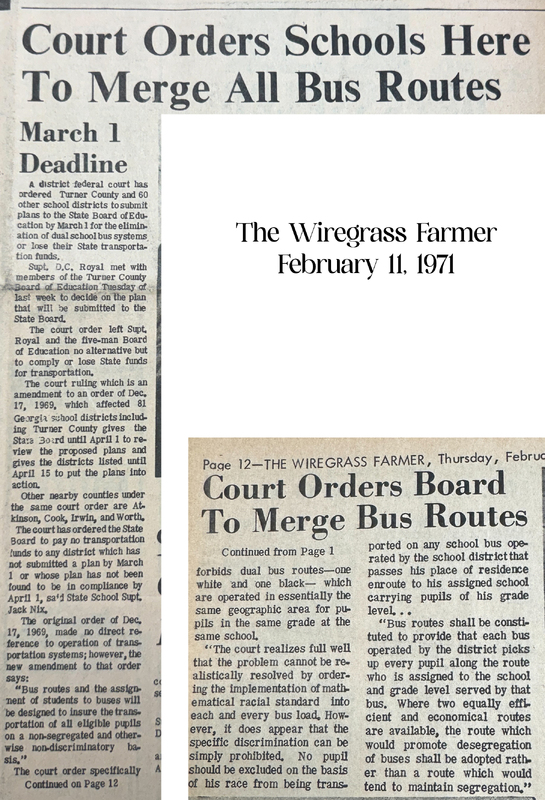 Court Orders Schools Here
To Merge All Bus Routes
March 1
Deadline
A district federal court has
ordered Turner County and 60
other school districts to submit
plans to the State Board of Edu-
cation by March 1 for the elimin-
ation of dual school bus systems
or lose their State transporta-
tion funds.
Supt. D.C. Royal met with
members of the Turner County
Board of Education Tuesday of
last week to decide on the plan
that will be submitted to the
State Board.
The court order left Supt.
Royal and the five-man Board
of Education no alternative but
to comply or lose State funds
for transportation.
The court ruling which is an
amendment to an order of Dec.
17, 1969, which affected 81
Georgia school districts includ-
ing Turner County gives the
State Board until April 1 to re-
view the proposed plans and
gives the districts listed until
April 15 to put the plans into
action.
Other nearby counties under
the same court order are At-
kinson, Cook, Irwin, and Worth.
The court has ordered the State
Board to pay no transportation
funds to any district which has
not submitted a plan by March
1 or whose plan has not been
found to be in compliance by
April 1, said State School Supt.
Jack Nix.
The original order of Dec.
17, 1969, made no direct re-
ference to operation of trans-
portation systems; however, the
new amendment to that order
says:
"Bus routes and the assign-
ment of students to buses will
be designed to insure the trans-
portation of all eligible pupils
on a non-segregated and other-
wise non-discriminatory ba-
sis."
The court order specifically
Continued on Page 12
The Wiregrass Farmer
February 11, 1971
Page 12—THE WIREGRASS FARMER, Thursday, Februa
Court Orders Board
To Merge Bus Routes
Continued from Page 1
forbids dual bus routes—one
white and one black— which
are operated in essentially the
same geographic area for pu-
pils in the same grade at the
same school.
"The court realizes full well
that the problem cannot be re-
alistically resolved by order-
ing the implementation of math-
ematical racial standard into
each and every bus load. How-
ever, it does appear that the
specific discrimination can be
simply prohibited. No pupil
should be excluded on the basis
of his race from being trans-
ported on any school bus ope-
rated by the school district that
passes his place of residence
enroute to his assigned school
carrying pupils of his grade
level...
"Bus routes shall be consti-
tuted to provide that each bus
operated by the district picks
up every pupil along the route
who is assigned to the school
and grade level served by that
bus. Where two equally effi-
cient and economical routes
are available, the route which
would promote desegregation
of buses shall be adopted rath-
er than a route which would
tend to maintain segregation."